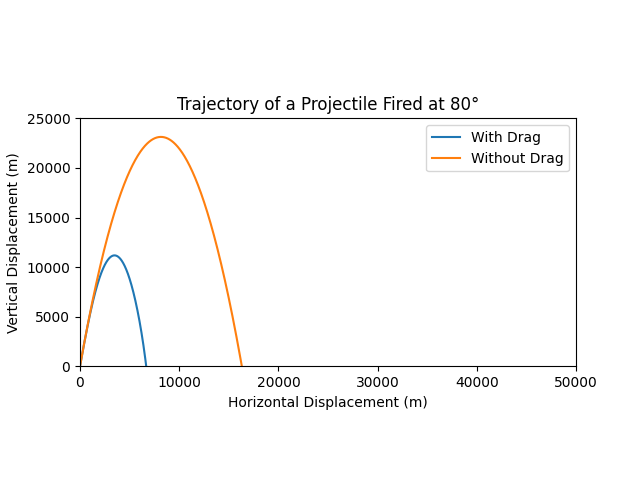 Trajectory of a Projectile Fired at 80°
With Drag
Without Drag
Vertical Displacement (m)
25000
20000
15000
10000
5000
0
0 10000 20000 30000 40000 50000
Horizontal Displacement (m)